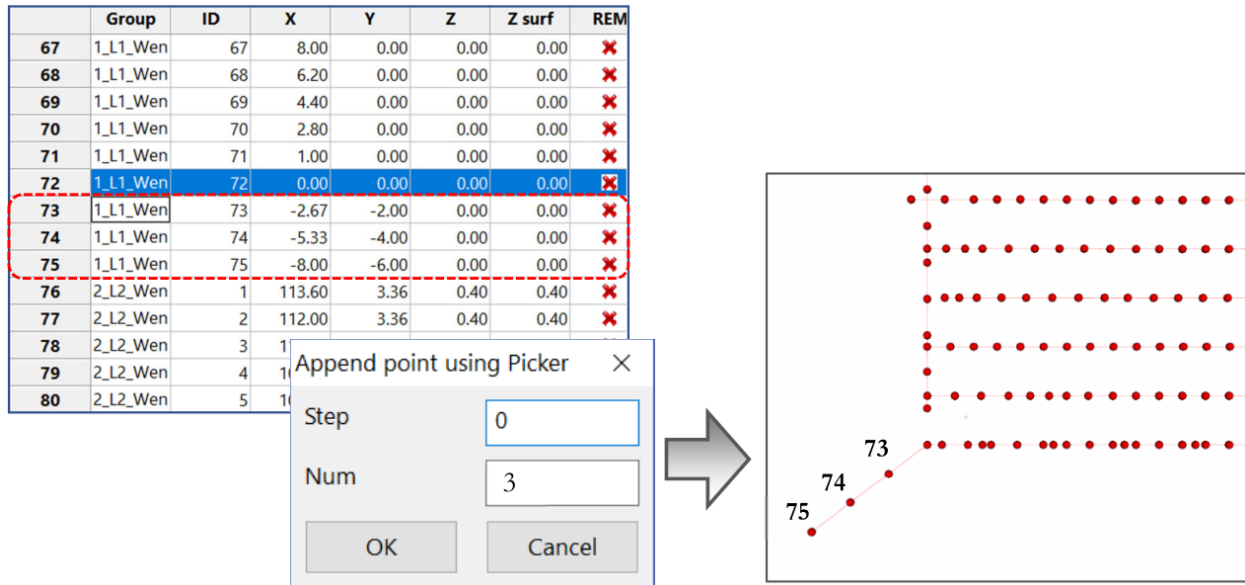 Group ID X Y Z Z surf REM
67 1_L1_Wen 67 8.00 0.00 0.00 0.00
68 1_L1_Wen 68 6.20 0.00 0.00 0.00
69 1_L1_Wen 69 4.40 0.00 0.00 0.00
70 1_L1_Wen 70 2.80 0.00 0.00 0.00
71 1_L1_Wen 71 1.00 0.00 0.00 0.00
72 1_L1_Wen 72 0.00 0.00 0.00 0.00
73 1_L1_Wen 73 -2.67 -2.00 0.00 0.00
74 1_L1_Wen 74 -5.33 -4.00 0.00 0.00
75 1_L1_Wen 75 -8.00 -6.00 0.00 0.00
76 2_L2_Wen 1 113.60 3.36 0.40 0.40
77 2_L2_Wen 2 112.00 3.36 0.40 0.40
78 2_L2_Wen 3
79 2_L2_Wen 4
80 2_L2_Wen 5
Append point using Picker
Step 0
Num 3
OK Cancel
73
74
75